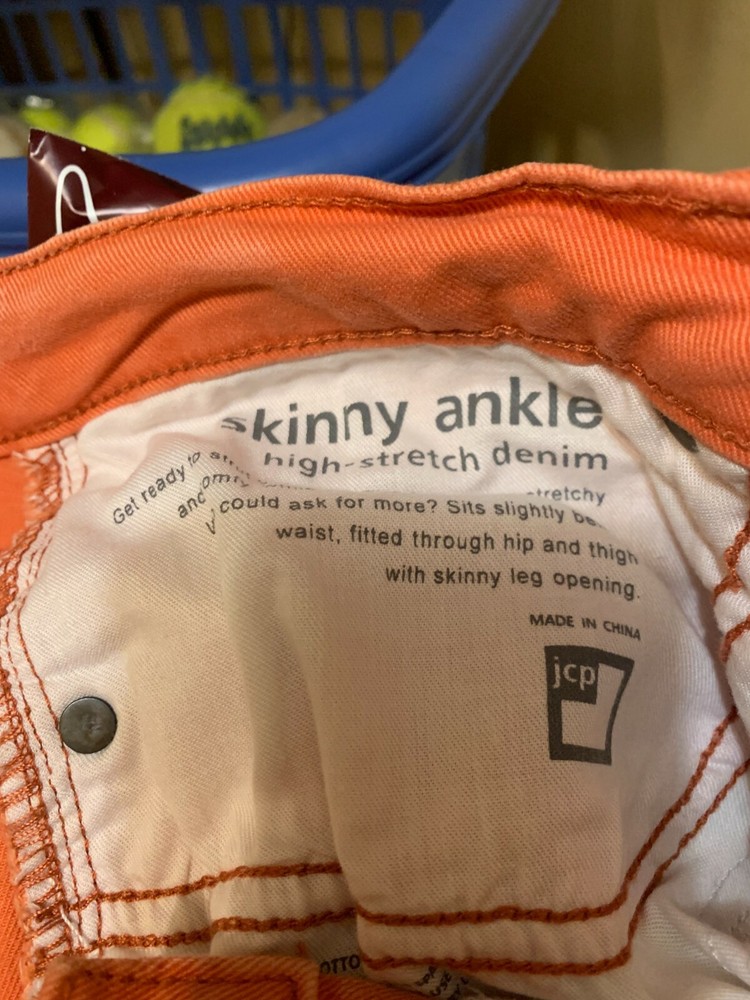 skinny ankle
high-stretch denim
Get ready to
and stretchy
could ask for more? Sits slightly
waist, fitted through hip and thigh
with skinny leg opening.
MADE IN CHINA
jcp